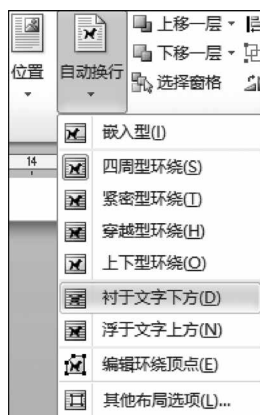 上移一层
下移一层
选择窗格
位置
自动换行
嵌入型(I)
14
四周型环绕(S)
紧密型环绕(T)
穿越型环绕(H)
上下型环绕(O)
衬于文字下方(D)
浮于文字上方(N)
编辑环绕顶点(E)
其他布局选项(L)...